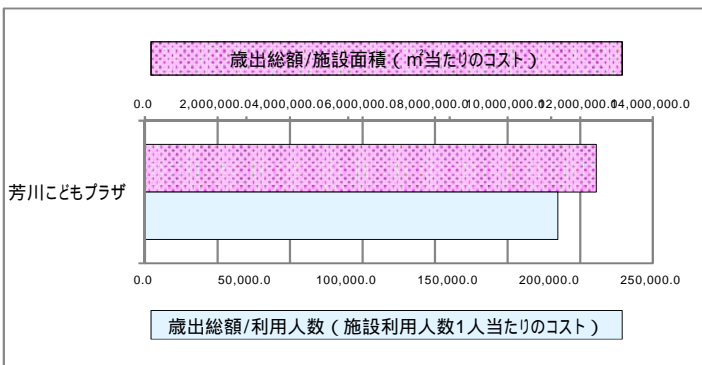 歳出総額/施設面積（㎡当たりのコスト）
0.0 2,000,000.0 4,000,000.0 6,000,000.0 8,000,000.0 10,000,000.0 12,000,000.0 14,000,000.0
芳川こどもプラザ
0.0 50,000.0 100,000.0 150,000.0 200,000.0 250,000.0
歳出総額/利用人数（施設利用人数1人当たりのコスト）